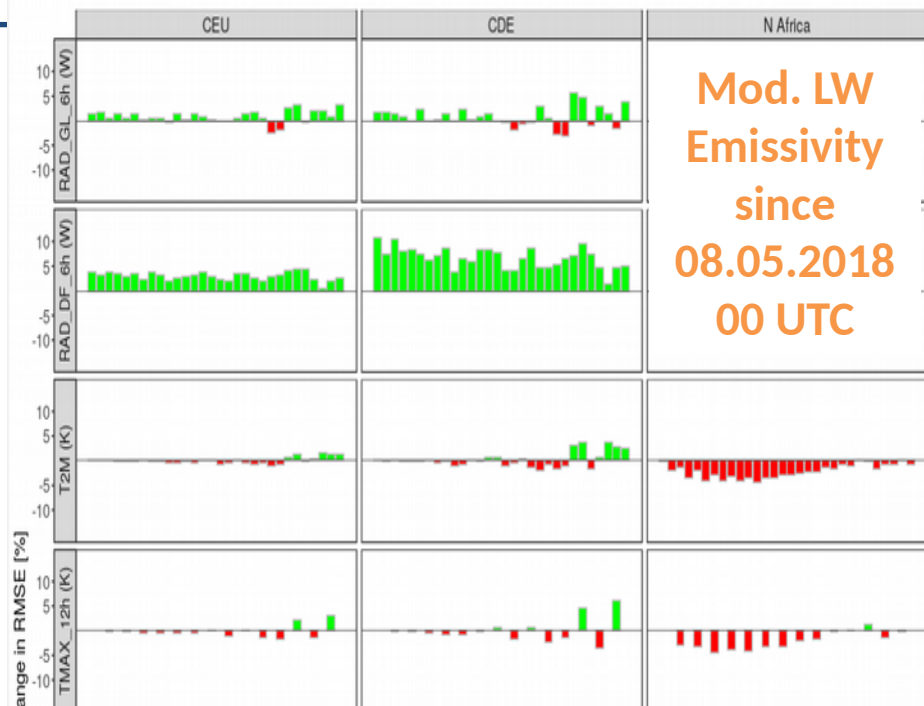 CEU
CDE
N Africa
RAD_GL_6h (W)
10
5
-5
-10
Mod. LW
Emissivity
since
08.05.2018
00 UTC
RAD_DF_6h (W)
10
5
-5
-10
T2M (K)
10
5
-5
-10
TMAX_12h (K)
10
5
-5
-10
ange in RMSE [%]